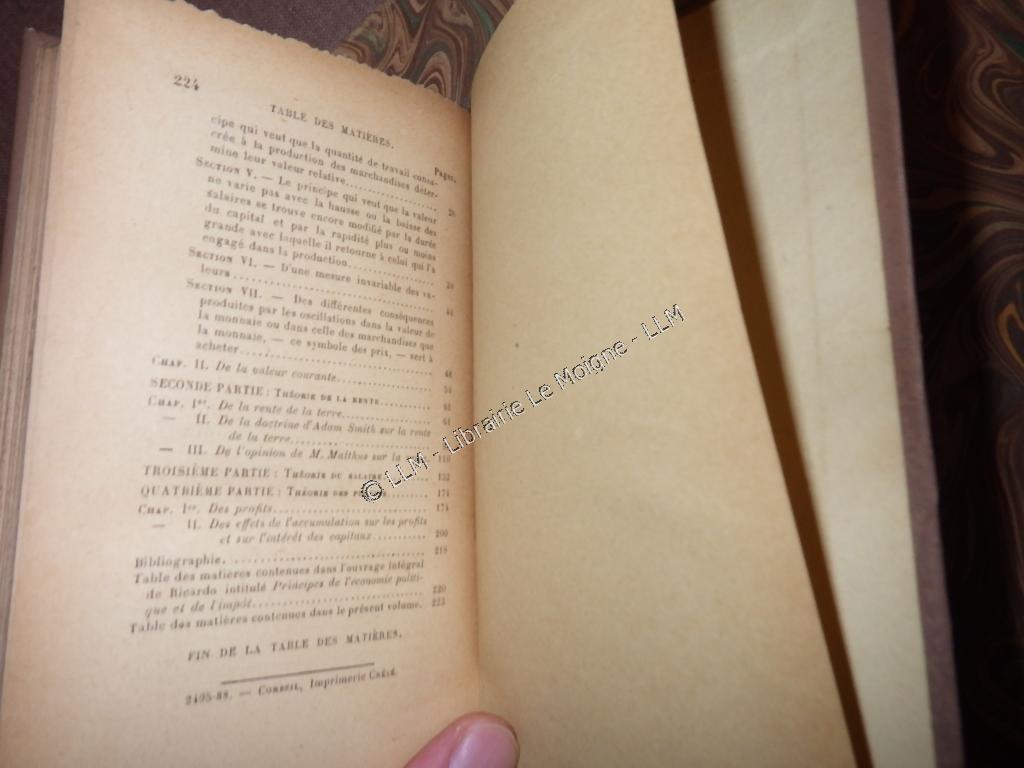 224
TABLE DES MATIÈRES.
Pages.
cipe qui veut que la quantité de travail consa-
crée à la production des marchandises déter-
mine leur valeur relative
SECTION V. — Le principe qui veut que la valeur
ne varie pas avec la hausse ou la baisse des
salaires se trouve encore modifié par la durée
du capital et par la rapidité plus ou moins
grande avec laquelle il retourne à celui qui l'a
engagé dans la production
SECTION VI. — D'une mesure invariable des va-
leurs
SECTION VII. — Des différentes conséquences
produites par les oscillations dans la valeur de
la monnaie ou dans celle des marchandises que
la monnaie, — ce symbole des prix, — sert à
acheter
CHAP. II. De la valeur courante
SECONDE PARTIE : THÉORIE DE LA RENTE
CHAP. Ier. De la rente de la terre
— II. De la doctrine d'Adam Smith sur la rente
de la terre
— III. De l'opinion de M. Malthus sur la
TROISIÈME PARTIE : THÉORIE DU SALAIRE 152
QUATRIÈME PARTIE : THÉORIE DES 174
CHAP. Ier. Des profits 174
— II. Des effets de l'accumulation sur les profits
et sur l'intérêt des capitaux 200
Bibliographie. 218
Table des matières contenues dans l'ouvrage intégral
de Ricardo intitulé Principes de l'économie politi-
que et de l'impôt 220
Table des matières contenues dans le présent volume. 223
FIN DE LA TABLE DES MATIÈRES.
2495-88. — CORBEIL, Imprimerie CRÉTÉ.
© LLM - Librairie Le Moigne - LLM